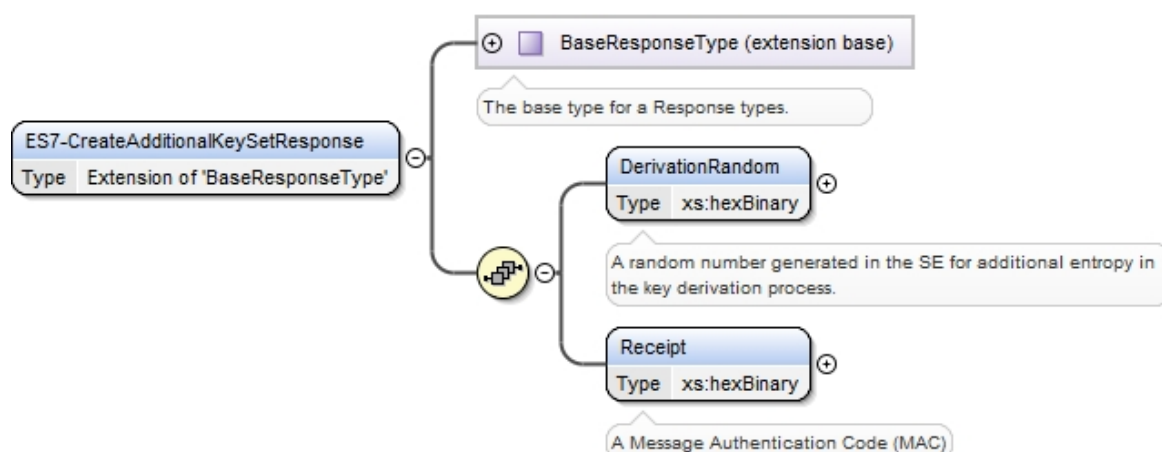 BaseResponseType (extension base)
The base type for a Response types.
ES7-CreateAdditionalKeySetResponse
Type Extension of 'BaseResponseType'
DerivationRandom
Type xs:hexBinary
A random number generated in the SE for additional entropy in
the key derivation process.
Receipt
Type xs:hexBinary
A Message Authentication Code (MAC)